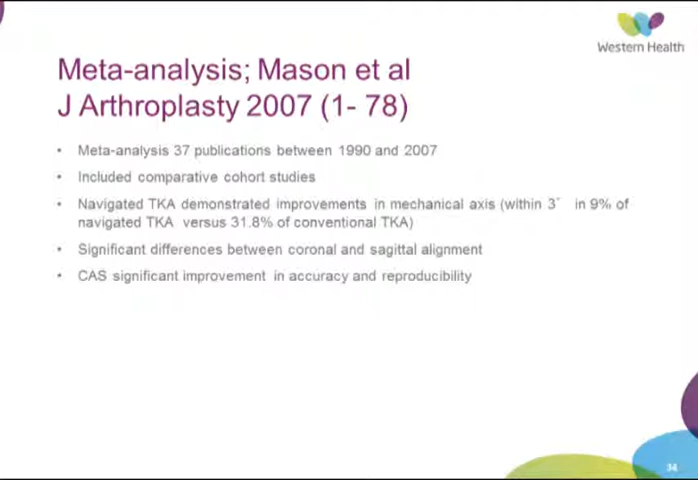 Western Health
Meta-analysis; Mason et al
J Arthroplasty 2007 (1- 78)
• Meta-analysis 37 publications between 1990 and 2007
• Included comparative cohort studies
• Navigated TKA demonstrated improvements in mechanical axis (within 3° in 9% of
navigated TKA versus 31.8% of conventional TKA)
• Significant differences between coronal and sagittal alignment
• CAS significant improvement in accuracy and reproducibility
34